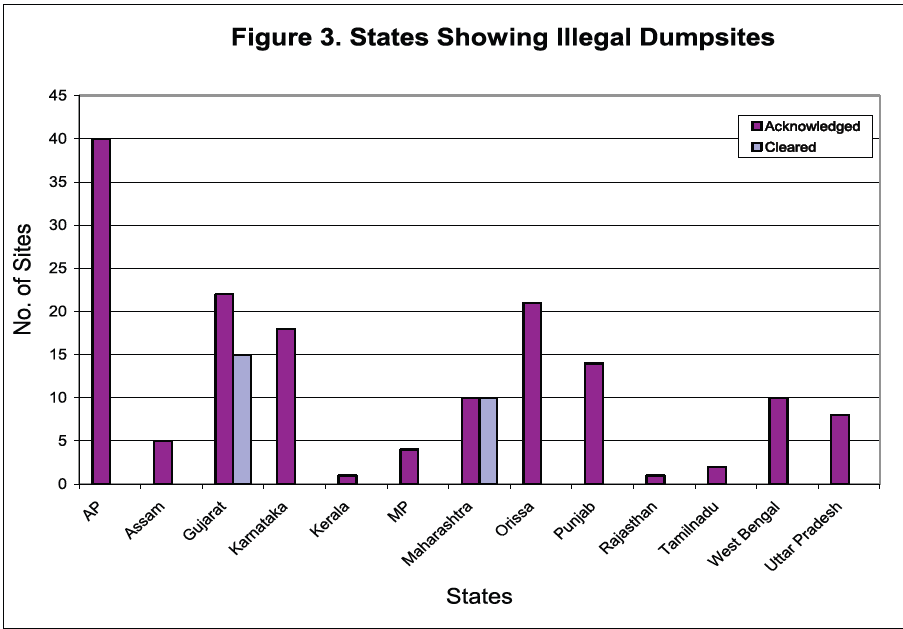 Figure 3. States Showing Illegal Dumpsites
45
40
35
30
25
20
15
10
5
0
No. of Sites
Acknowledged
Cleared
AP
Assam
Gujarat
Karnataka
Kerala
MP
Maharashtra
Orissa
Punjab
Rajasthan
Tamilnadu
West Bengal
Uttar Pradesh
States